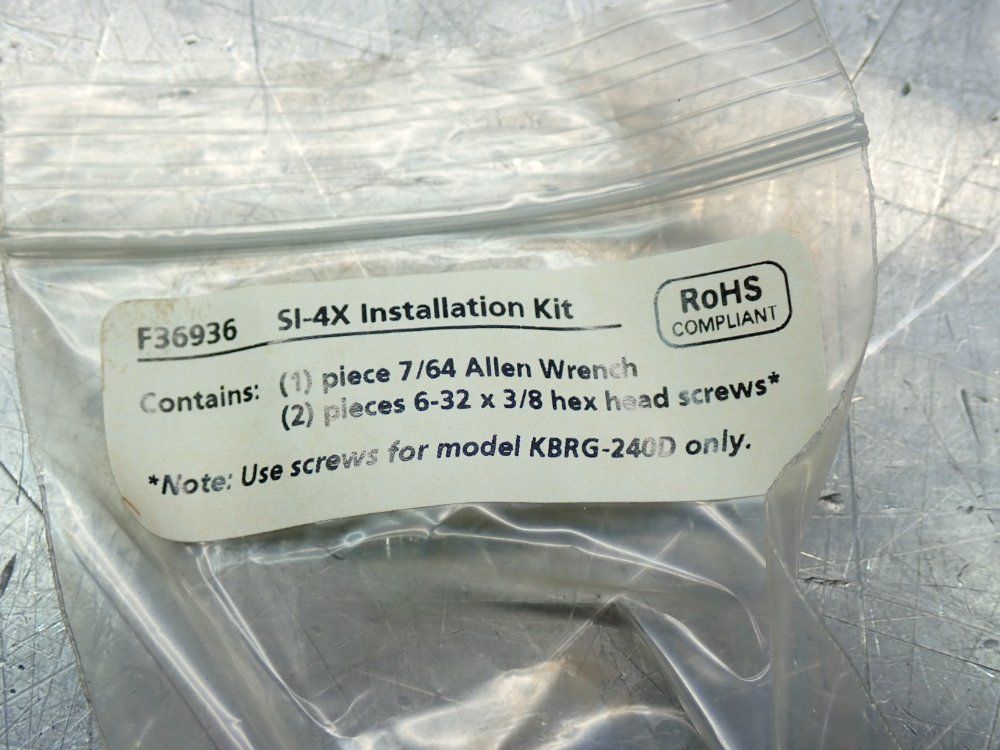 F36936 SI-4X Installation Kit
RoHS
COMPLIANT
Contains: (1) piece 7/64 Allen Wrench
(2) pieces 6-32 x 3/8 hex head screws*
*Note: Use screws for model KBRG-240D only.